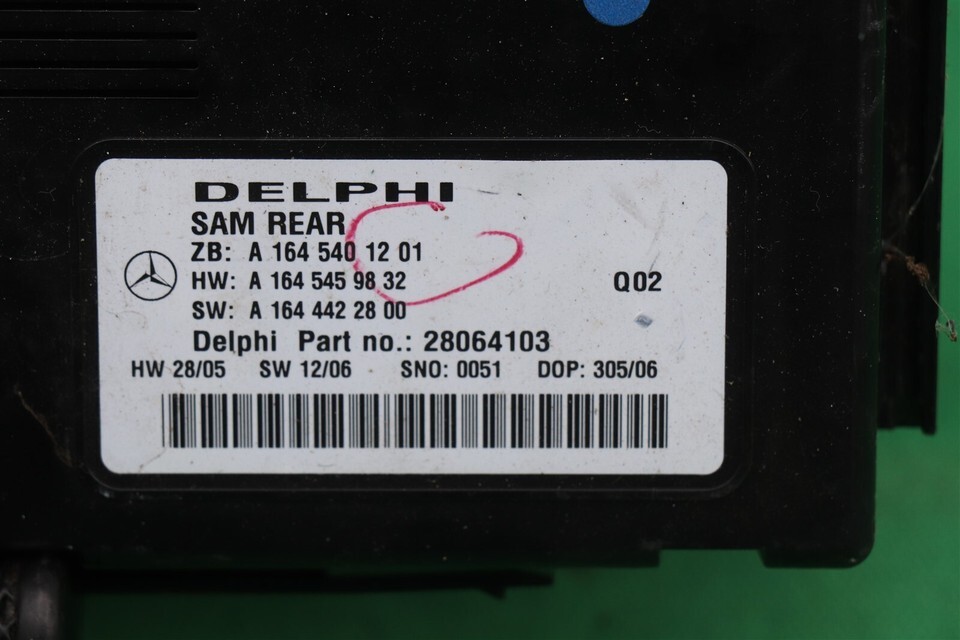 DELPHI
SAM REAR
ZB: A 164 540 12 01
HW: A 164 545 98 32
Q02
SW: A 164 442 28 00
Delphi Part no.: 28064103
HW 28/05 SW 12/06 SNO: 0051 DOP: 305/06